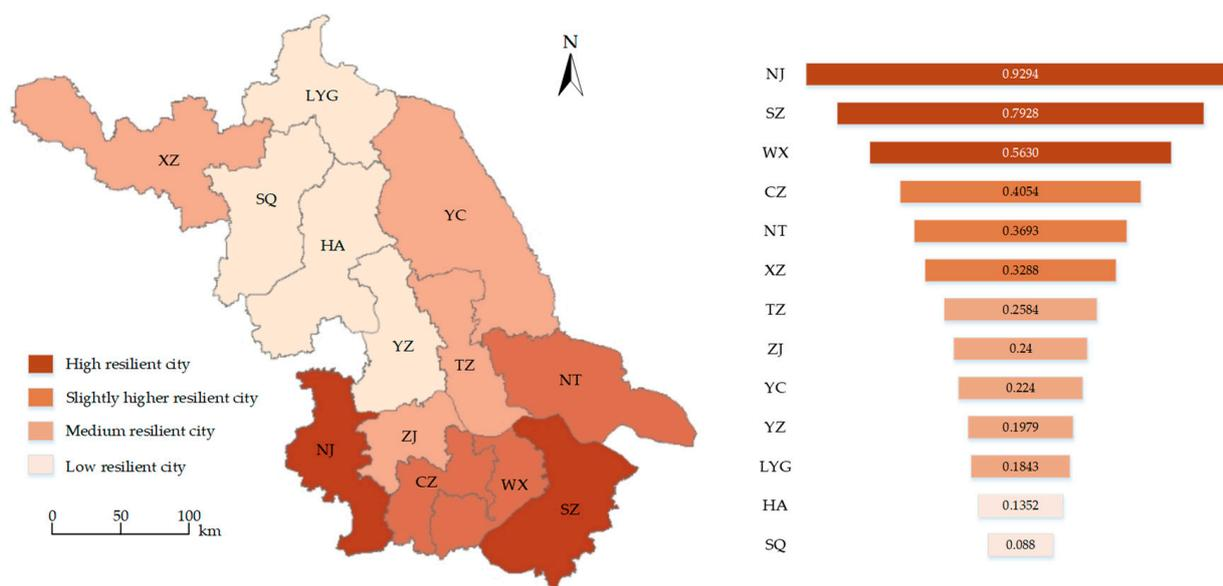 N
LYG
XZ
SQ
YC
HA
YZ
TZ
NT
NJ
ZJ
CZ
WX
SZ
High resilient city
Slightly higher resilient city
Medium resilient city
Low resilient city
0 50 100
km
NJ 0.9294
SZ 0.7928
WX 0.5630
CZ 0.4054
NT 0.3693
XZ 0.3288
TZ 0.2584
ZJ 0.24
YC 0.224
YZ 0.1979
LYG 0.1843
HA 0.1352
SQ 0.088